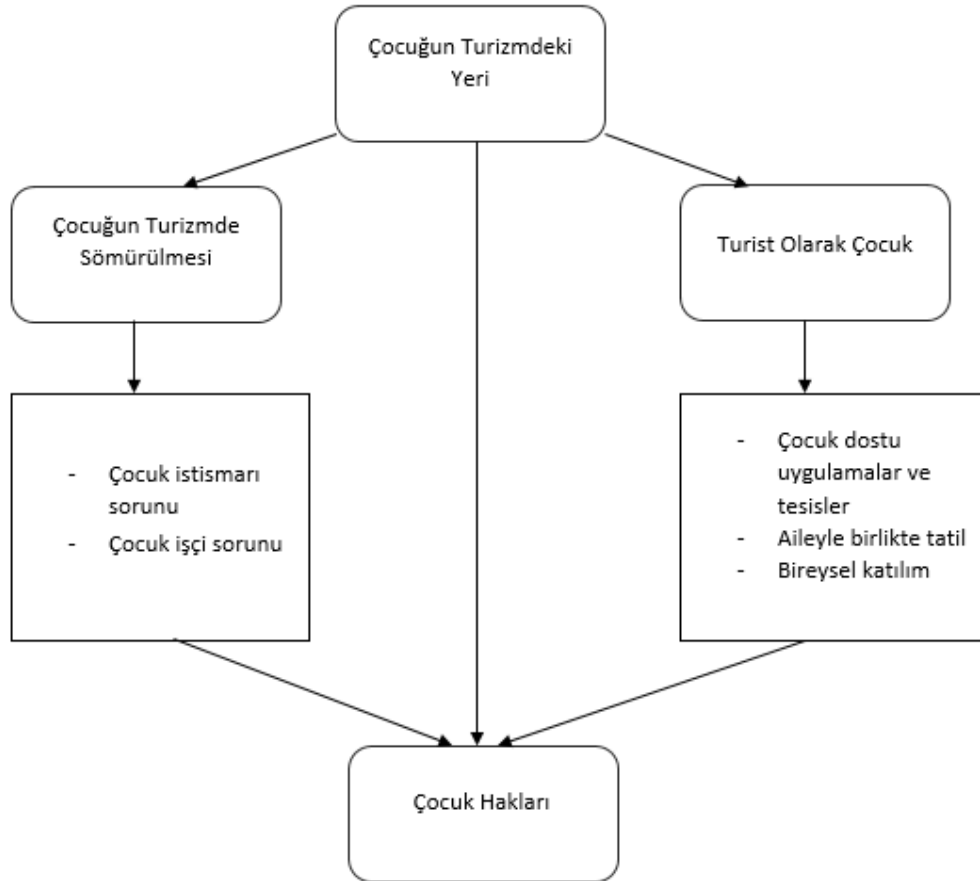 Çocuğun Turizmdeki
Yeri
Çocuğun Turizmde
Sömürülmesi
Turist Olarak Çocuk
- Çocuk istismarı
sorunu
- Çocuk işçi sorunu
- Çocuk dostu
uygulamalar ve
tesisler
- Aileyle birlikte tatil
- Bireysel katılım
Çocuk Hakları